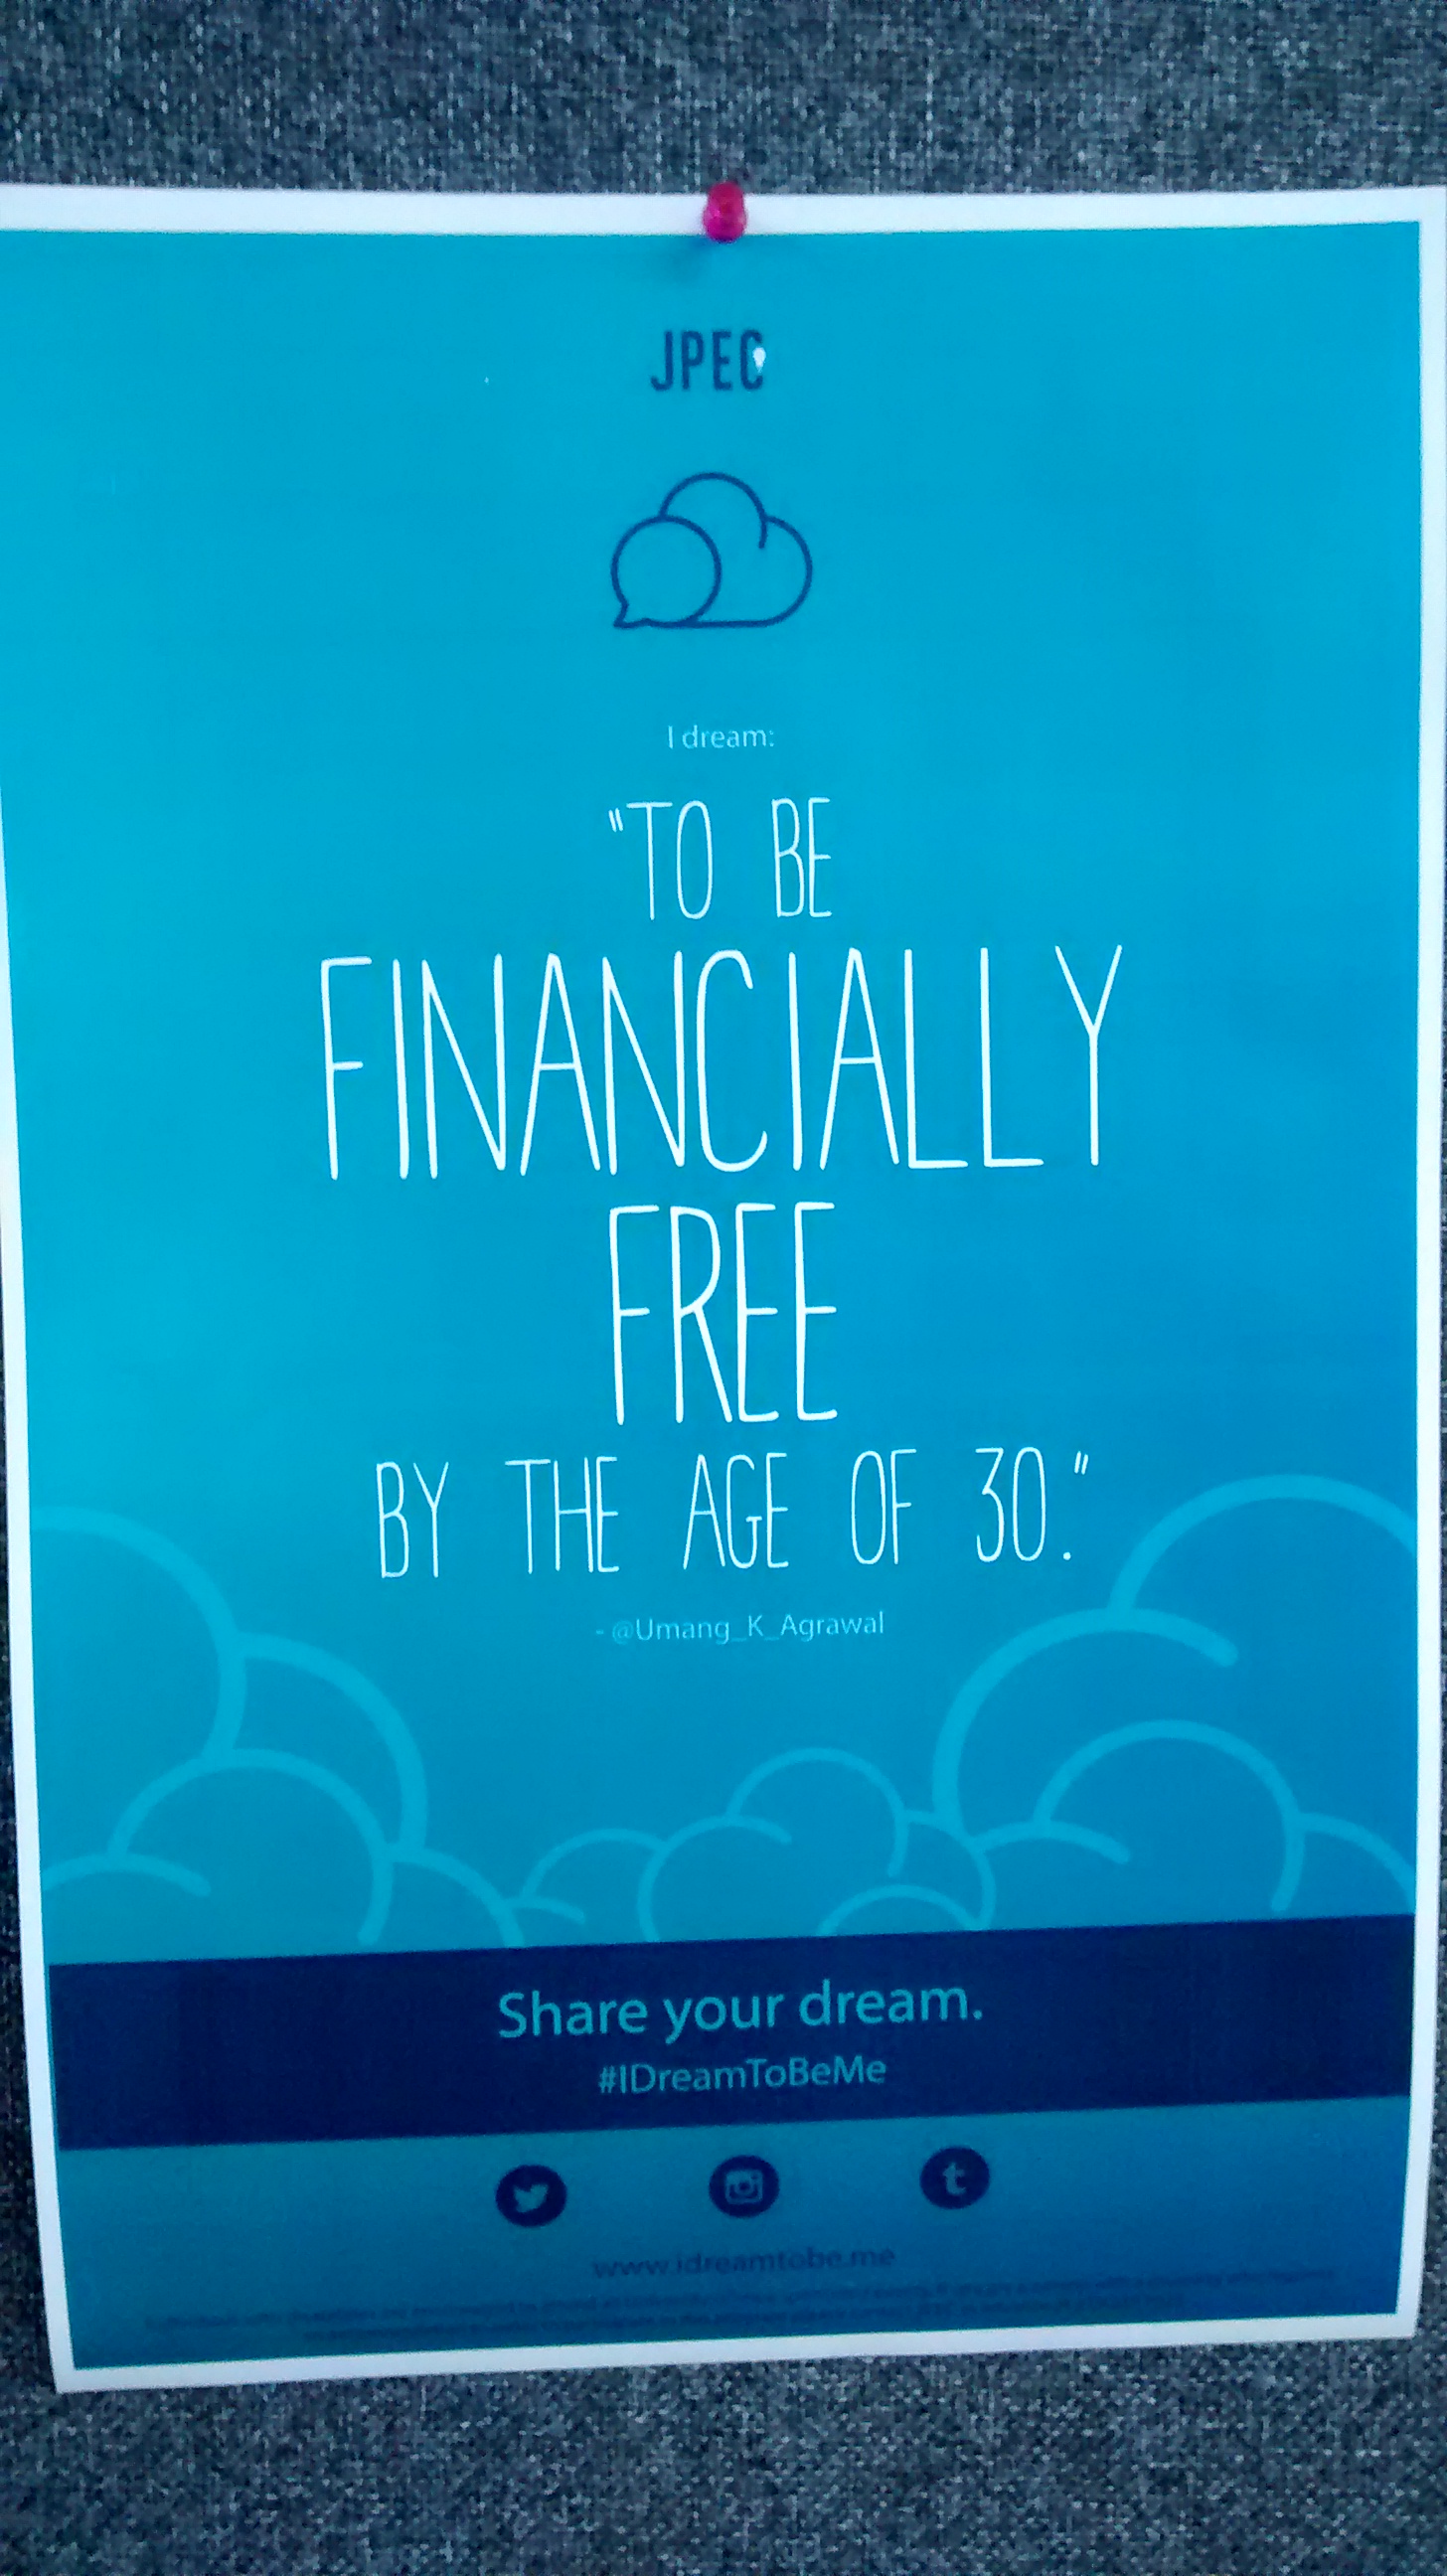 JPEC
I dream:
"TO BE
FINANCIALLY
FREE
BY THE AGE OF 30."
- @Umang_K_Agrawal
Share your dream.
#IDreamToBeMe
t
www.idreamtobe.me